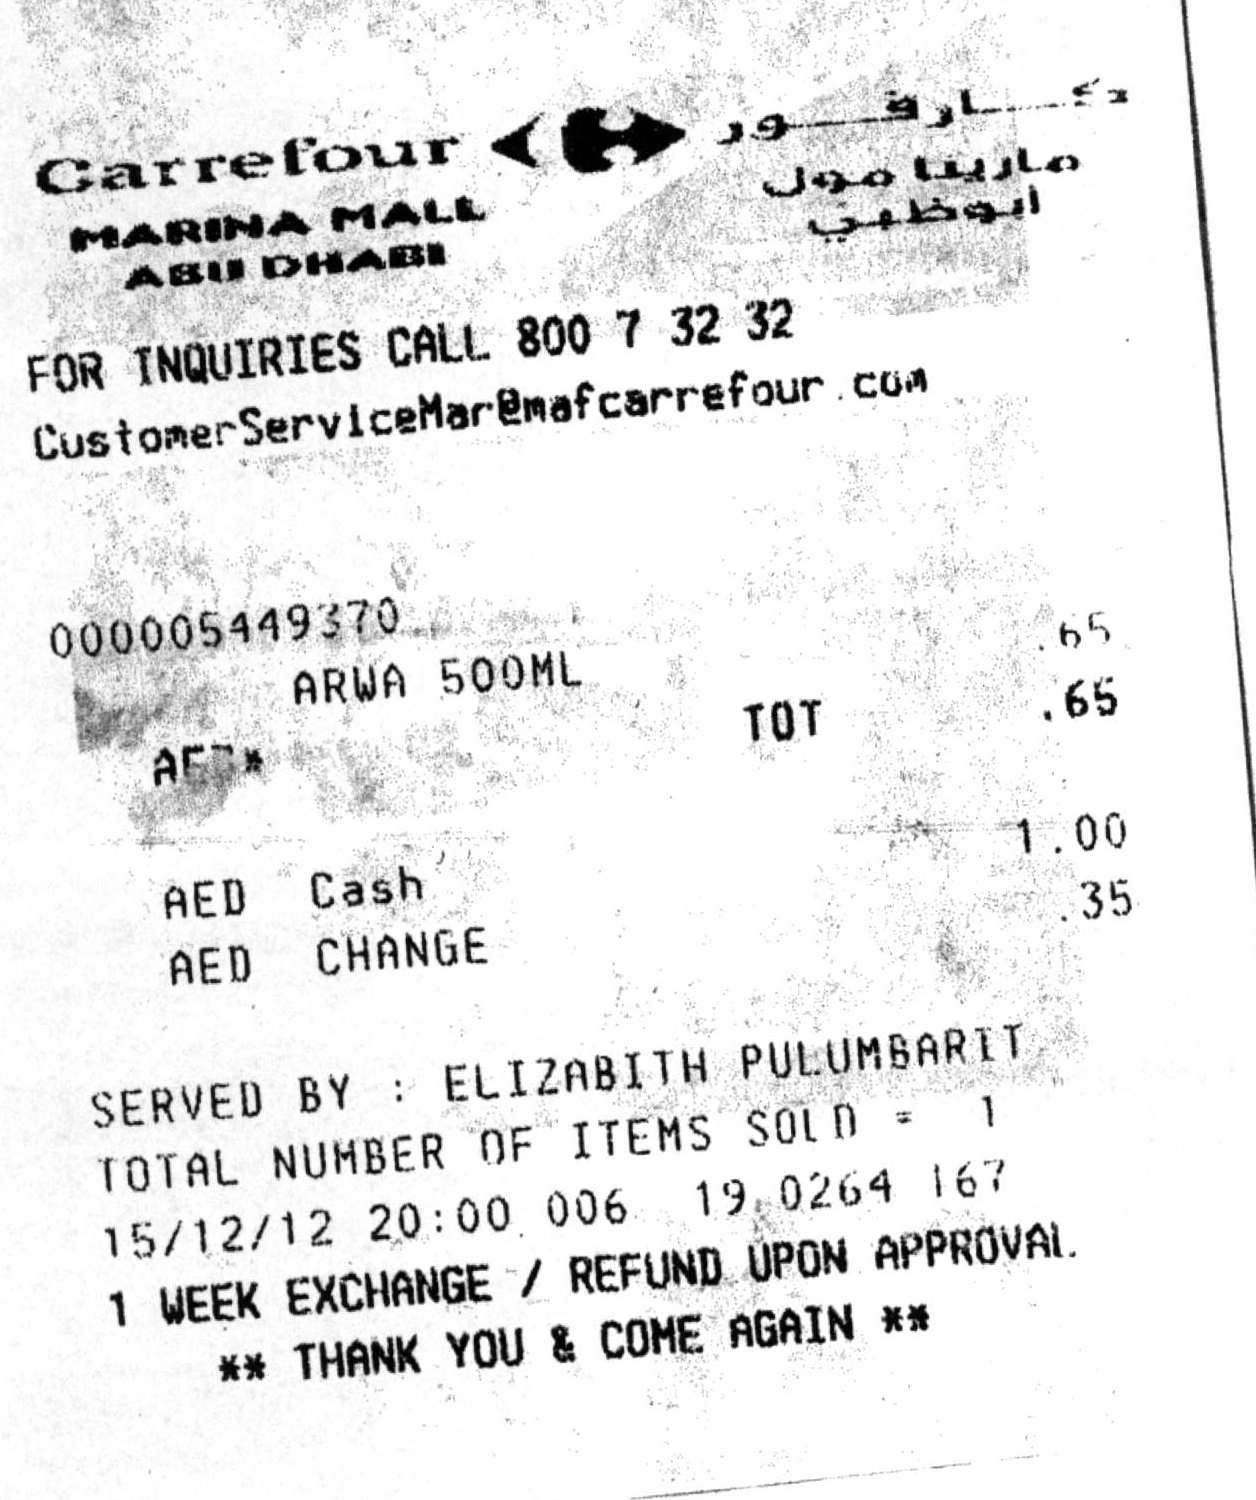 Carrefour كارفور
MARINA MALL مارينا مول
ABU DHABI ابوظبي
FOR INQUIRIES CALL 800 7 32 32
CustomerServiceMar@mafcarrefour.com
000005449370
ARWA 500ML .65
AED* TOT .65
AED Cash 1.00
AED CHANGE .35
SERVED BY : ELIZABITH PULUMBARIT
TOTAL NUMBER OF ITEMS SOLD = 1
15/12/12 20:00 006 19 0264 167
1 WEEK EXCHANGE / REFUND UPON APPROVAL
** THANK YOU & COME AGAIN **